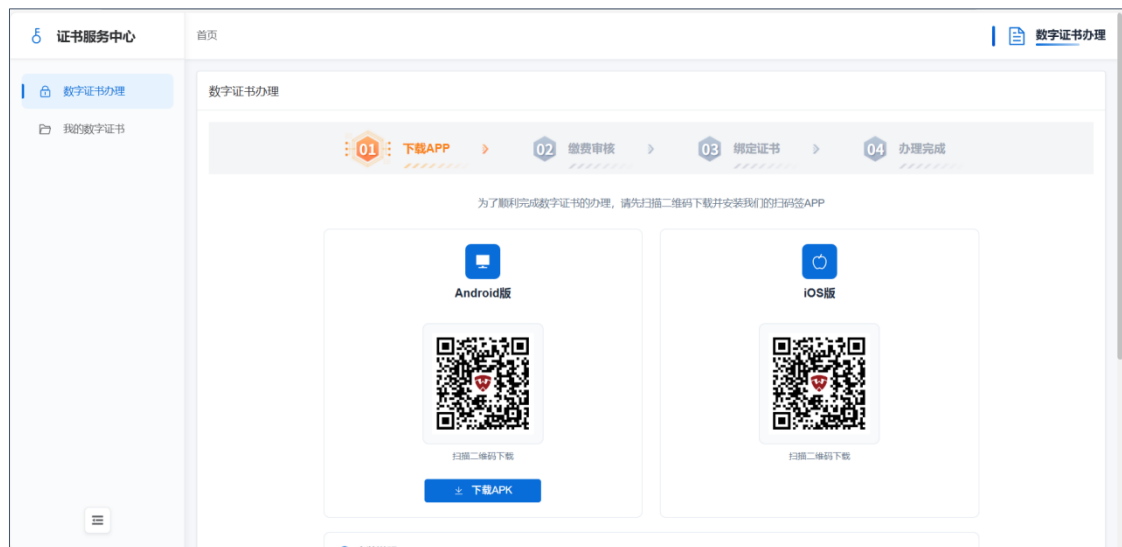 证书服务中心
首页
数字证书办理
数字证书办理
我的数字证书
数字证书办理
01 下载APP
02 缴费审核
03 绑定证书
04 办理完成
为了顺利完成数字证书的办理，请先扫描二维码下载并安装我们的扫码签APP
Android版
扫描二维码下载
下载APK
iOS版
扫描二维码下载